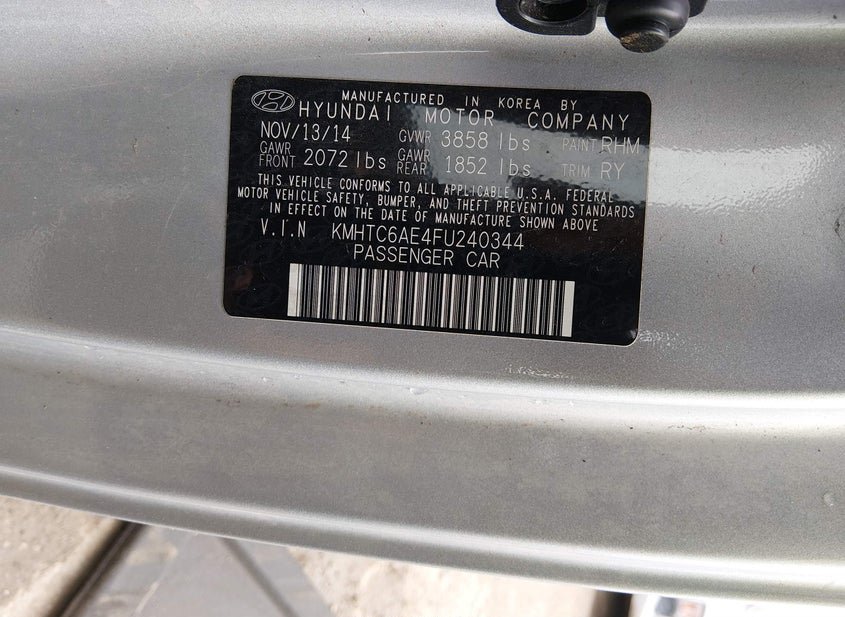 MANUFACTURED IN KOREA BY
HYUNDAI MOTOR COMPANY
NOV/13/14 GVWR 3858 lbs PAINT RHM
GAWR FRONT 2072 lbs GAWR REAR 1852 lbs TRIM RY
THIS VEHICLE CONFORMS TO ALL APPLICABLE U.S.A. FEDERAL
MOTOR VEHICLE SAFETY, BUMPER, AND THEFT PREVENTION STANDARDS
IN EFFECT ON THE DATE OF MANUFACTURE SHOWN ABOVE
V.I.N KMHTC6AE4FU240344
PASSENGER CAR